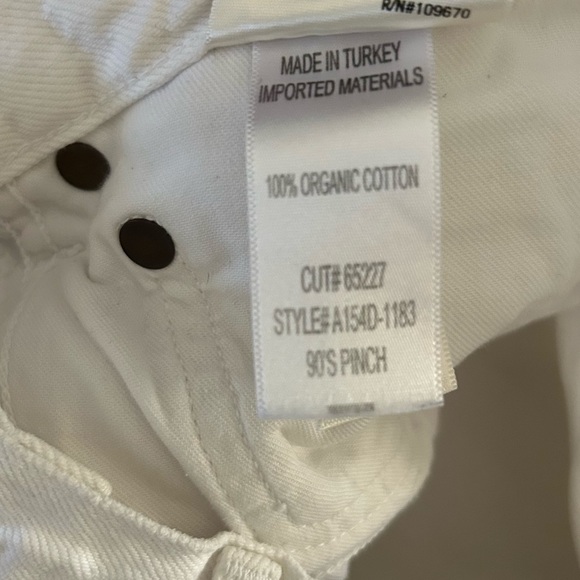 R/N#109670
MADE IN TURKEY
IMPORTED MATERIALS
100% ORGANIC COTTON
CUT# 65227
STYLE# A154D-1183
90'S PINCH